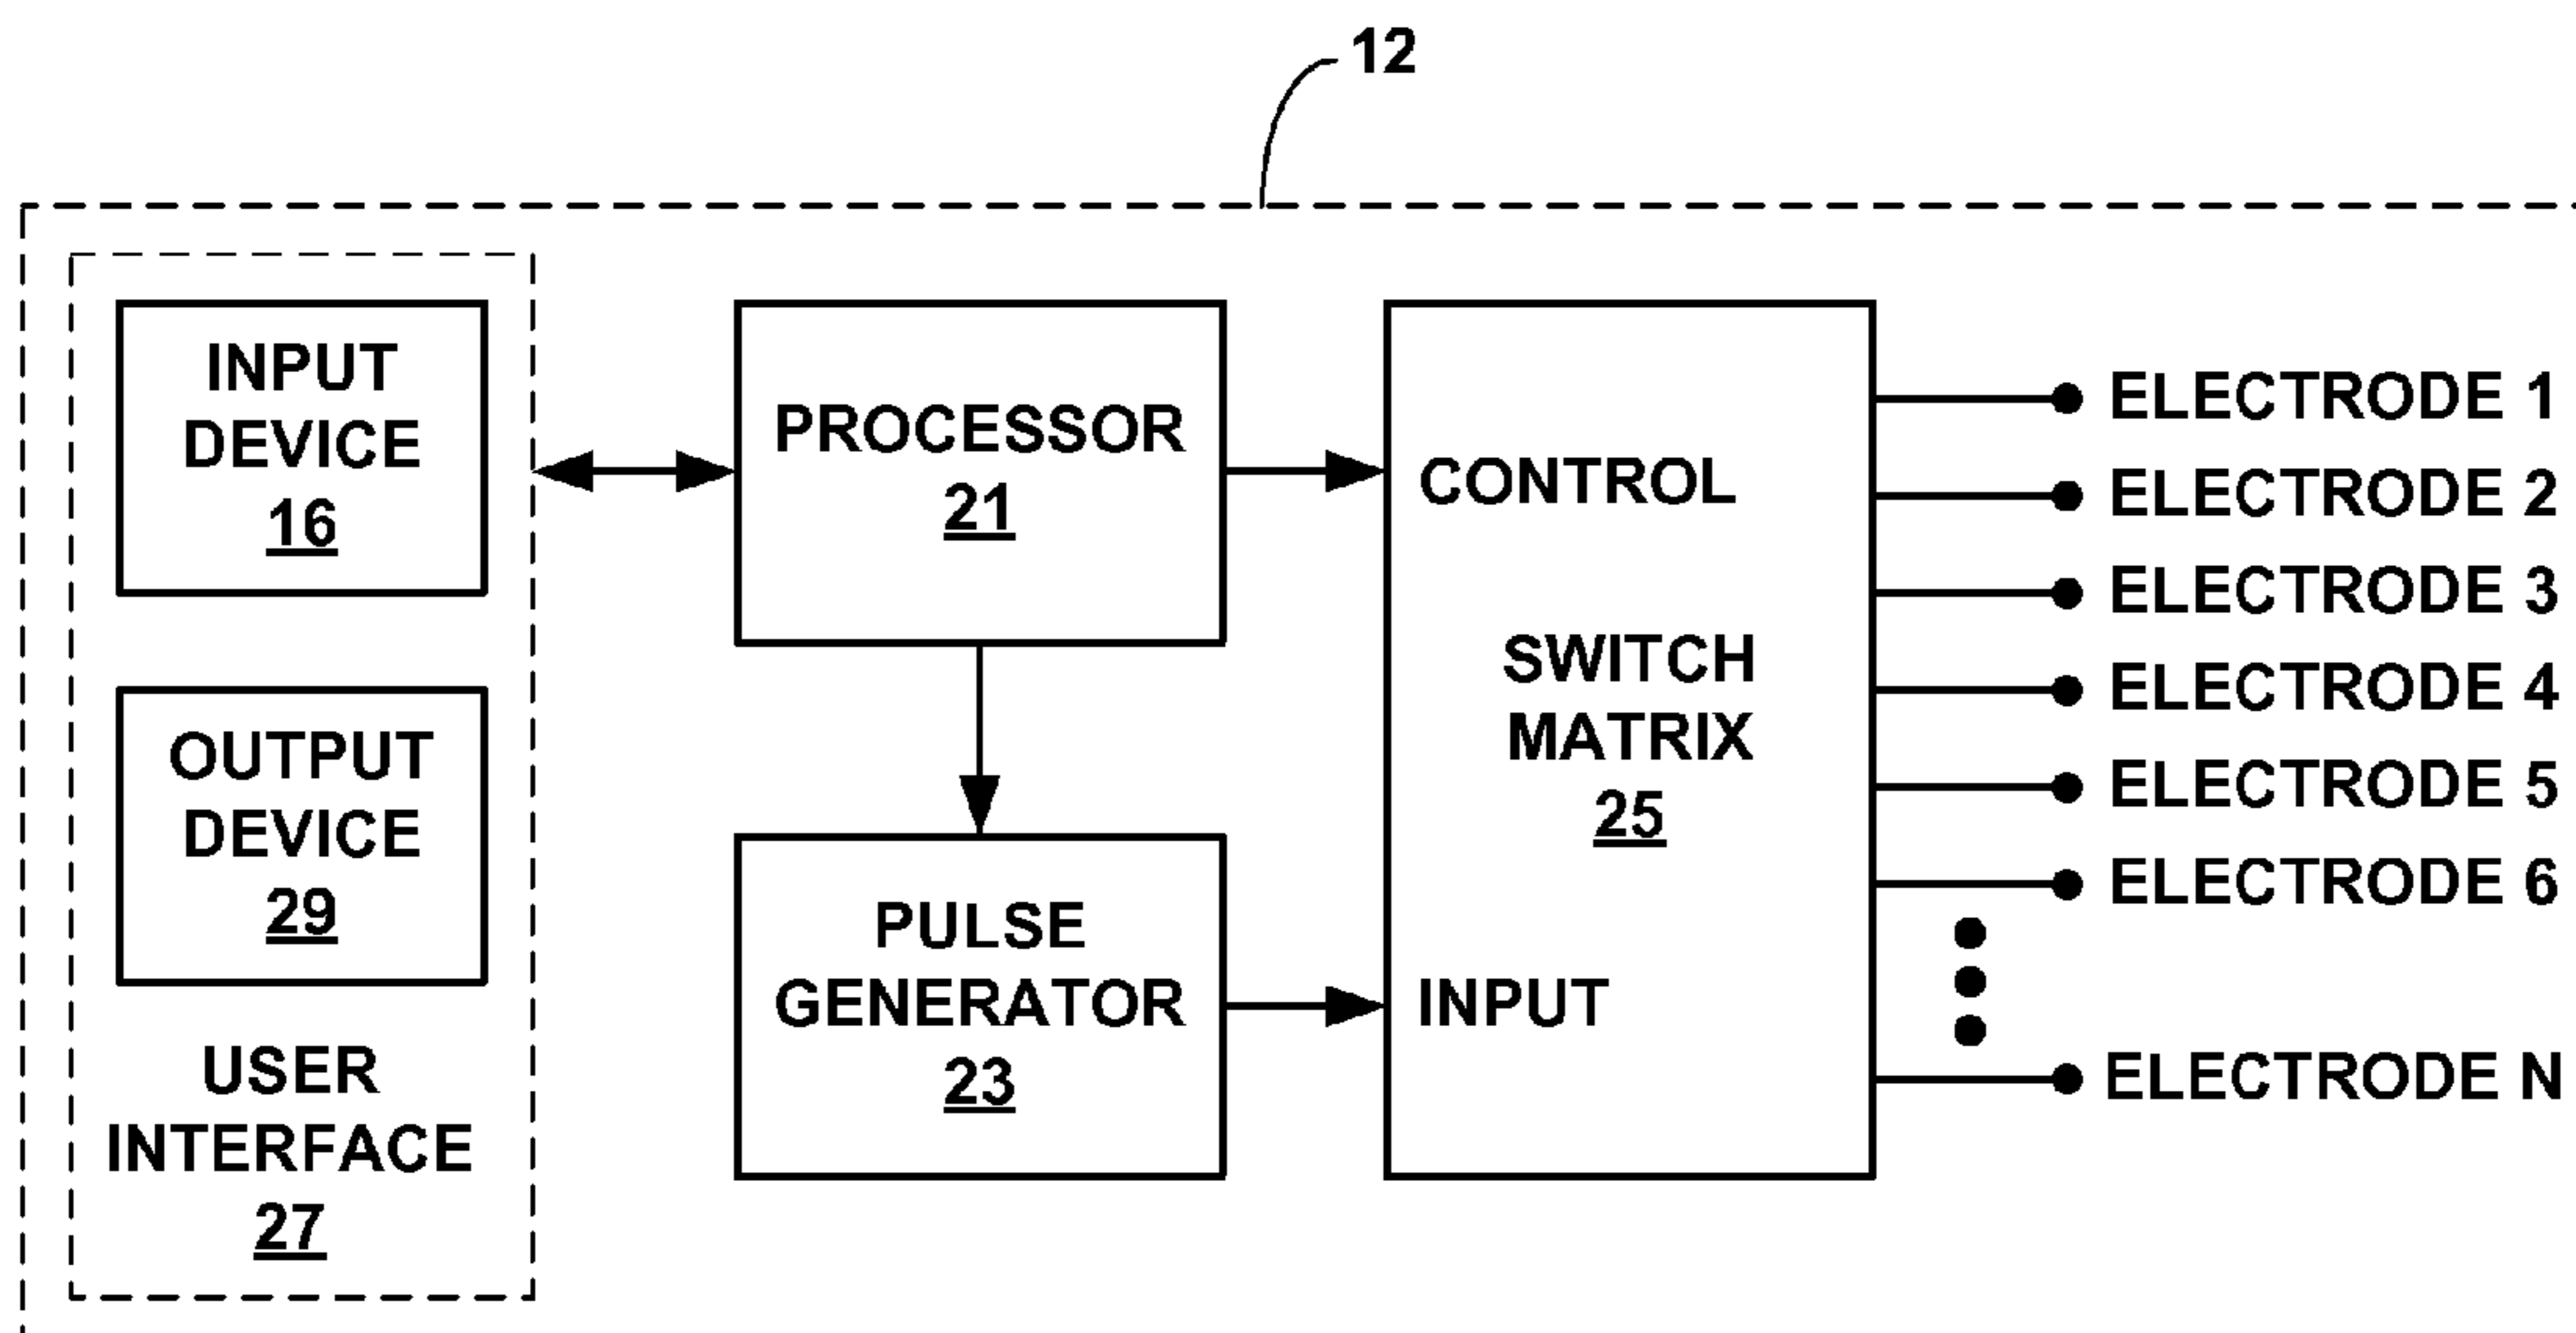 12
INPUT
DEVICE
16
OUTPUT
DEVICE
29
USER
INTERFACE
27
PROCESSOR
21
PULSE
GENERATOR
23
CONTROL
SWITCH
MATRIX
25
INPUT
ELECTRODE 1
ELECTRODE 2
ELECTRODE 3
ELECTRODE 4
ELECTRODE 5
ELECTRODE 6
ELECTRODE N